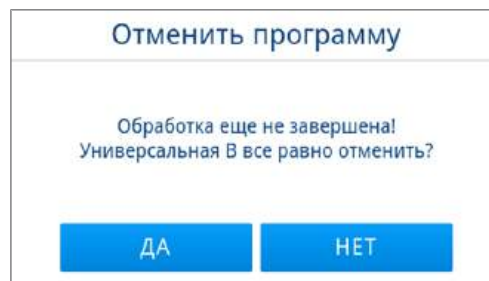 Отменить программу
Обработка еще не завершена!
Универсальная В все равно отменить?
ДА
НЕТ